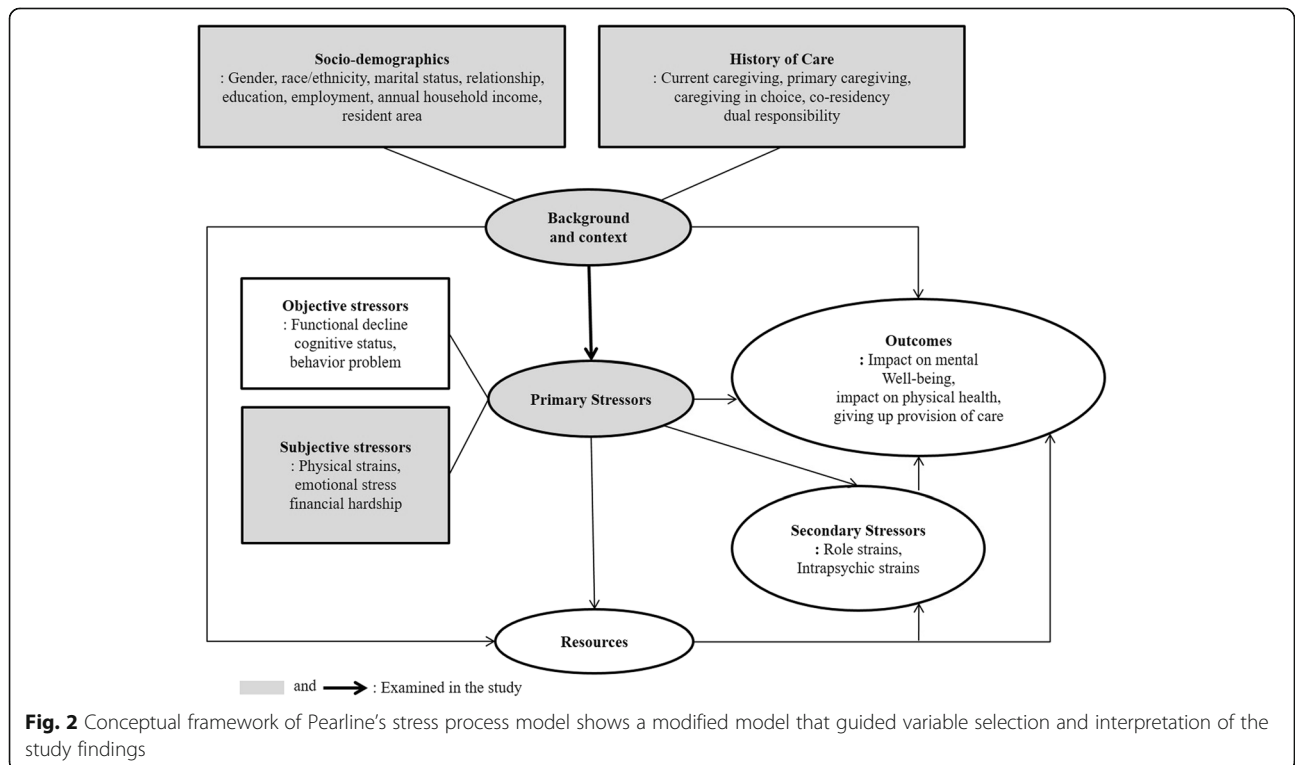 Socio-demographics
: Gender, race/ethnicity, marital status, relationship,
education, employment, annual household income,
resident area
History of Care
: Current caregiving, primary caregiving,
caregiving in choice, co-residency
dual responsibility
Background
and context
Objective stressors
: Functional decline
cognitive status,
behavior problem
Outcomes
: Impact on mental
Well-being,
impact on physical health,
giving up provision of care
Primary Stressors
Subjective stressors
: Physical strains,
emotional stress
financial hardship
Secondary Stressors
: Role strains,
Intrapsychic strains
Resources
and : Examined in the study
Fig. 2 Conceptual framework of Pearline’s stress process model shows a modified model that guided variable selection and interpretation of the
study findings